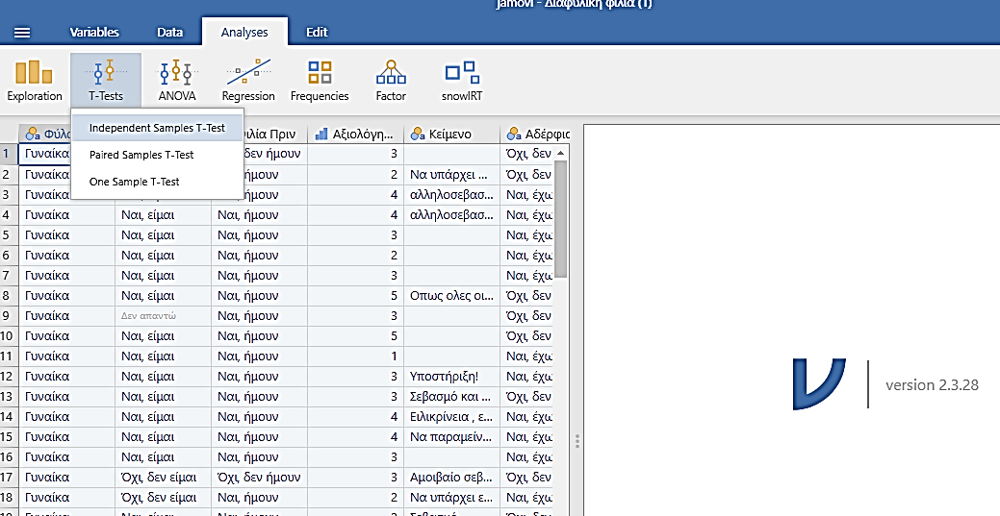 jamovi - Διαφυλική φιλία (1)
Variables Data Analyses Edit
Exploration T-Tests ANOVA Regression Frequencies Factor snowIRT
Independent Samples T-Test
Paired Samples T-Test
One Sample T-Test
Φύλο ιλία Πριν Αξιολόγη... Κείμενο Αδέρφια
1 Γυναίκα δεν ήμουν 3 Όχι, δεν
2 Γυναίκα ήμουν 2 Να υπάρχει ... Όχι, δεν
3 Γυναίκα ήμουν 4 αλληλοσεβασ... Ναι, έχω
4 Γυναίκα Ναι, είμαι Ναι, ήμουν 4 αλληλοσεβασ... Ναι, έχω
5 Γυναίκα Ναι, είμαι Ναι, ήμουν 3 Ναι, έχω
6 Γυναίκα Ναι, είμαι Ναι, ήμουν 2 Ναι, έχω
7 Γυναίκα Ναι, είμαι Ναι, ήμουν 3 Ναι, έχω
8 Γυναίκα Ναι, είμαι Ναι, ήμουν 5 Οπως ολες οι... Όχι, δεν
9 Γυναίκα Δεν απαντώ Ναι, ήμουν 3 Όχι, δεν
10 Γυναίκα Ναι, είμαι Ναι, ήμουν 5 Όχι, δεν
11 Γυναίκα Ναι, είμαι Ναι, ήμουν 1 Ναι, έχω
12 Γυναίκα Ναι, είμαι Ναι, ήμουν 3 Υποστήριξη! Ναι, έχω
13 Γυναίκα Ναι, είμαι Ναι, ήμουν 3 Σεβασμό και ... Όχι, δεν
14 Γυναίκα Ναι, είμαι Ναι, ήμουν 4 Ειλικρίνεια , ε... Ναι, έχω
15 Γυναίκα Ναι, είμαι Ναι, ήμουν 4 Να παραμείν... Ναι, έχω
16 Γυναίκα Ναι, είμαι Ναι, ήμουν 3 Ναι, έχω
17 Γυναίκα Όχι, δεν είμαι Όχι, δεν ήμουν 3 Αμοιβαίο σεβ... Όχι, δεν
18 Γυναίκα Όχι, δεν είμαι Ναι, ήμουν 2 Να υπάρχει ε... Ναι, έχω
version 2.3.28